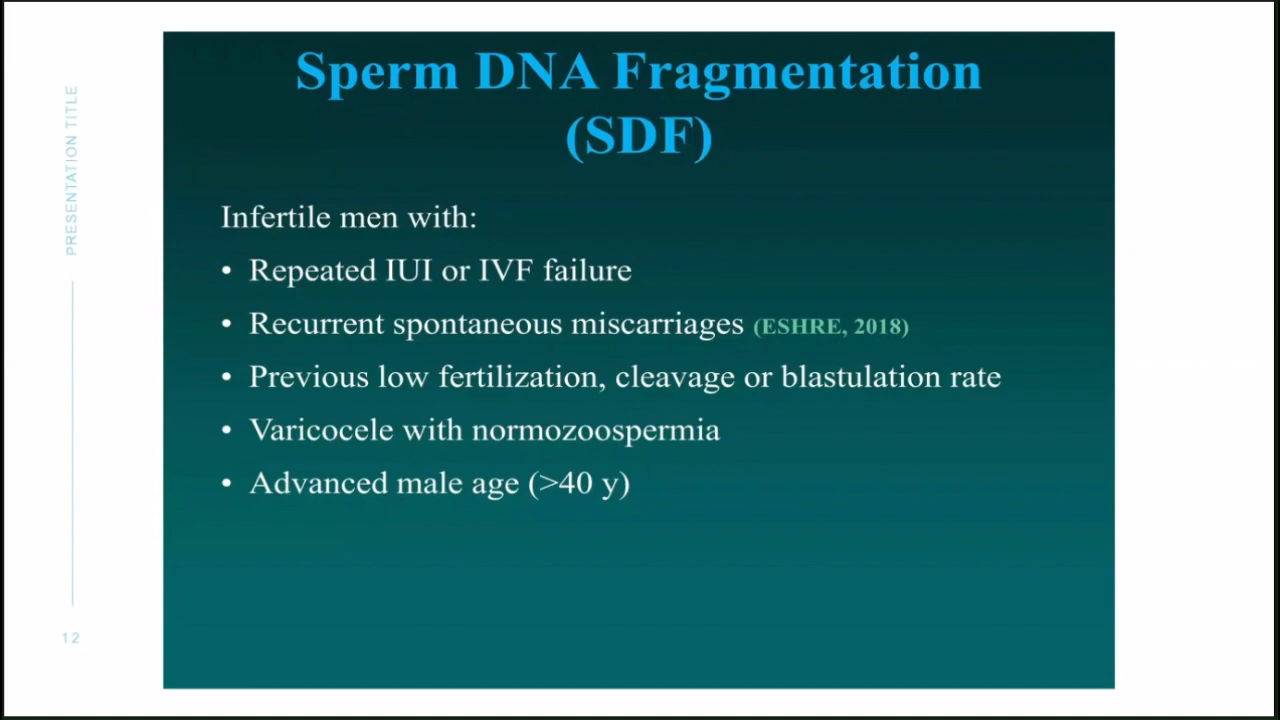 PRESENTATION TITLE
Sperm DNA Fragmentation
(SDF)
Infertile men with:
• Repeated IUI or IVF failure
• Recurrent spontaneous miscarriages (ESHRE, 2018)
• Previous low fertilization, cleavage or blastulation rate
• Varicocele with normozoospermia
• Advanced male age (>40 y)
12